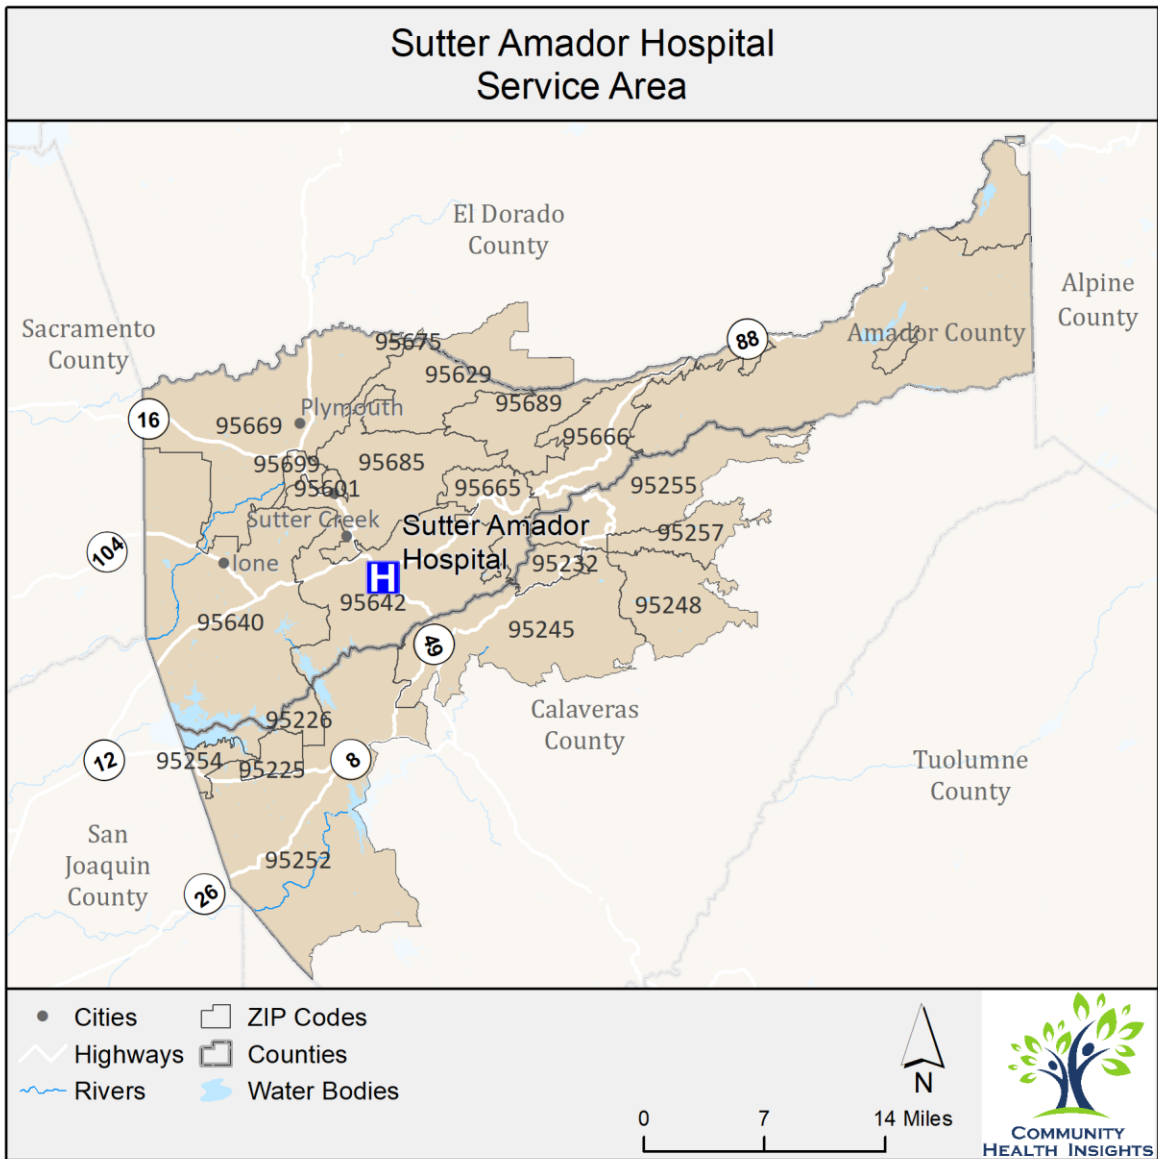 Sutter Amador Hospital
Service Area
El Dorado
County
Alpine
County
Sacramento
County
Amador County
88
95675
95629
95689
Plymouth
16
95669
95666
95699
95685
95601
95665
95255
Sutter Creek
Sutter Amador
Hospital
95257
104
Ione
H
95232
95642
95248
95640
95245
49
Calaveras
County
95226
12
95254
95225
8
Tuolumne
County
San
Joaquin
County
95252
26
Cities
ZIP Codes
Highways
Counties
Rivers
Water Bodies
N
0 7 14 Miles
COMMUNITY
HEALTH INSIGHTS